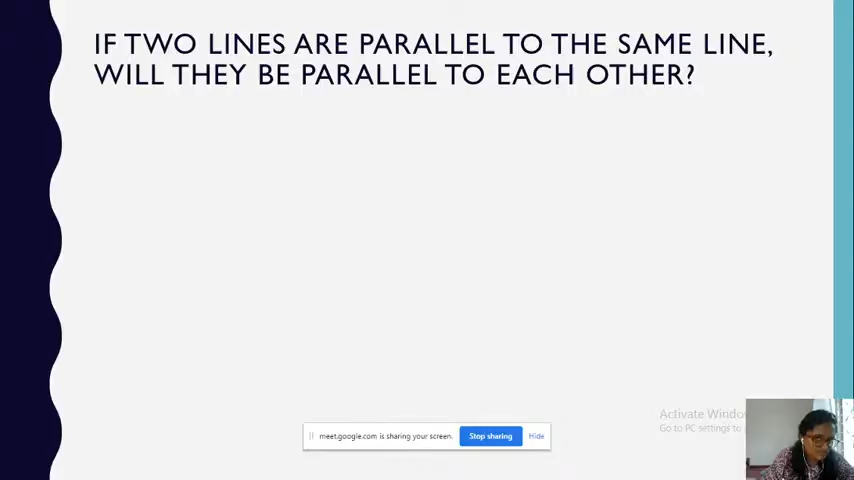 IF TWO LINES ARE PARALLEL TO THE SAME LINE,
WILL THEY BE PARALLEL TO EACH OTHER?
Activate Windo
Go to PC settings to
meet.google.com is sharing your screen. Stop sharing Hide